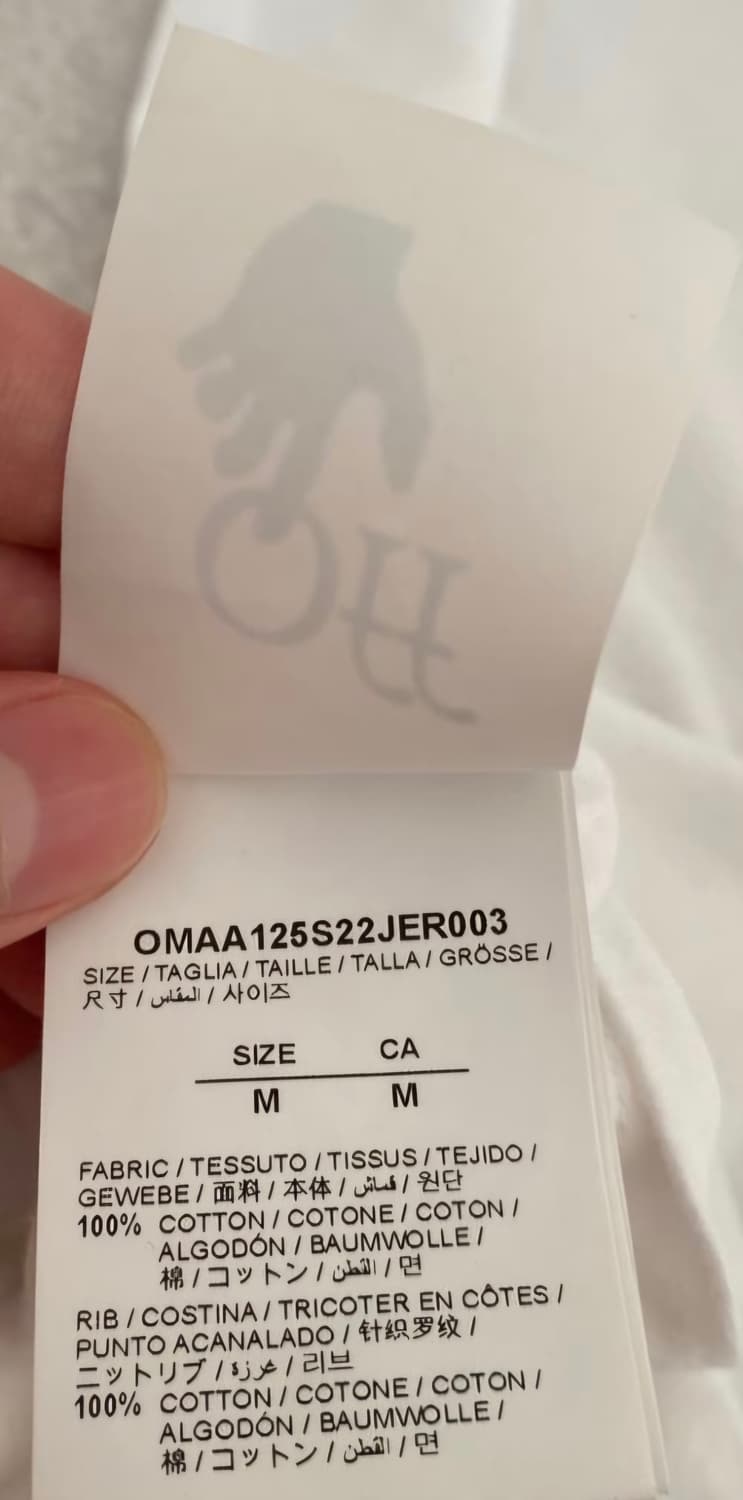 Off
OMAA125S22JER003
SIZE / TAGLIA / TAILLE / TALLA / GRÖSSE /
尺寸 / المقاس / 사이즈
SIZE CA
M M
FABRIC / TESSUTO / TISSUS / TEJIDO /
GEWEBE / 面料 / 本体 / قماش / 원단
100% COTTON / COTONE / COTON /
ALGODÓN / BAUMWOLLE /
棉 / コットン / القطن / 면
RIB / COSTINA / TRICOTER EN CÔTES /
PUNTO ACANALADO / 针织罗纹 /
ニットリブ / غرزة / 리브
100% COTTON / COTONE / COTON /
ALGODÓN / BAUMWOLLE /
棉 / コットン / القطن / 면